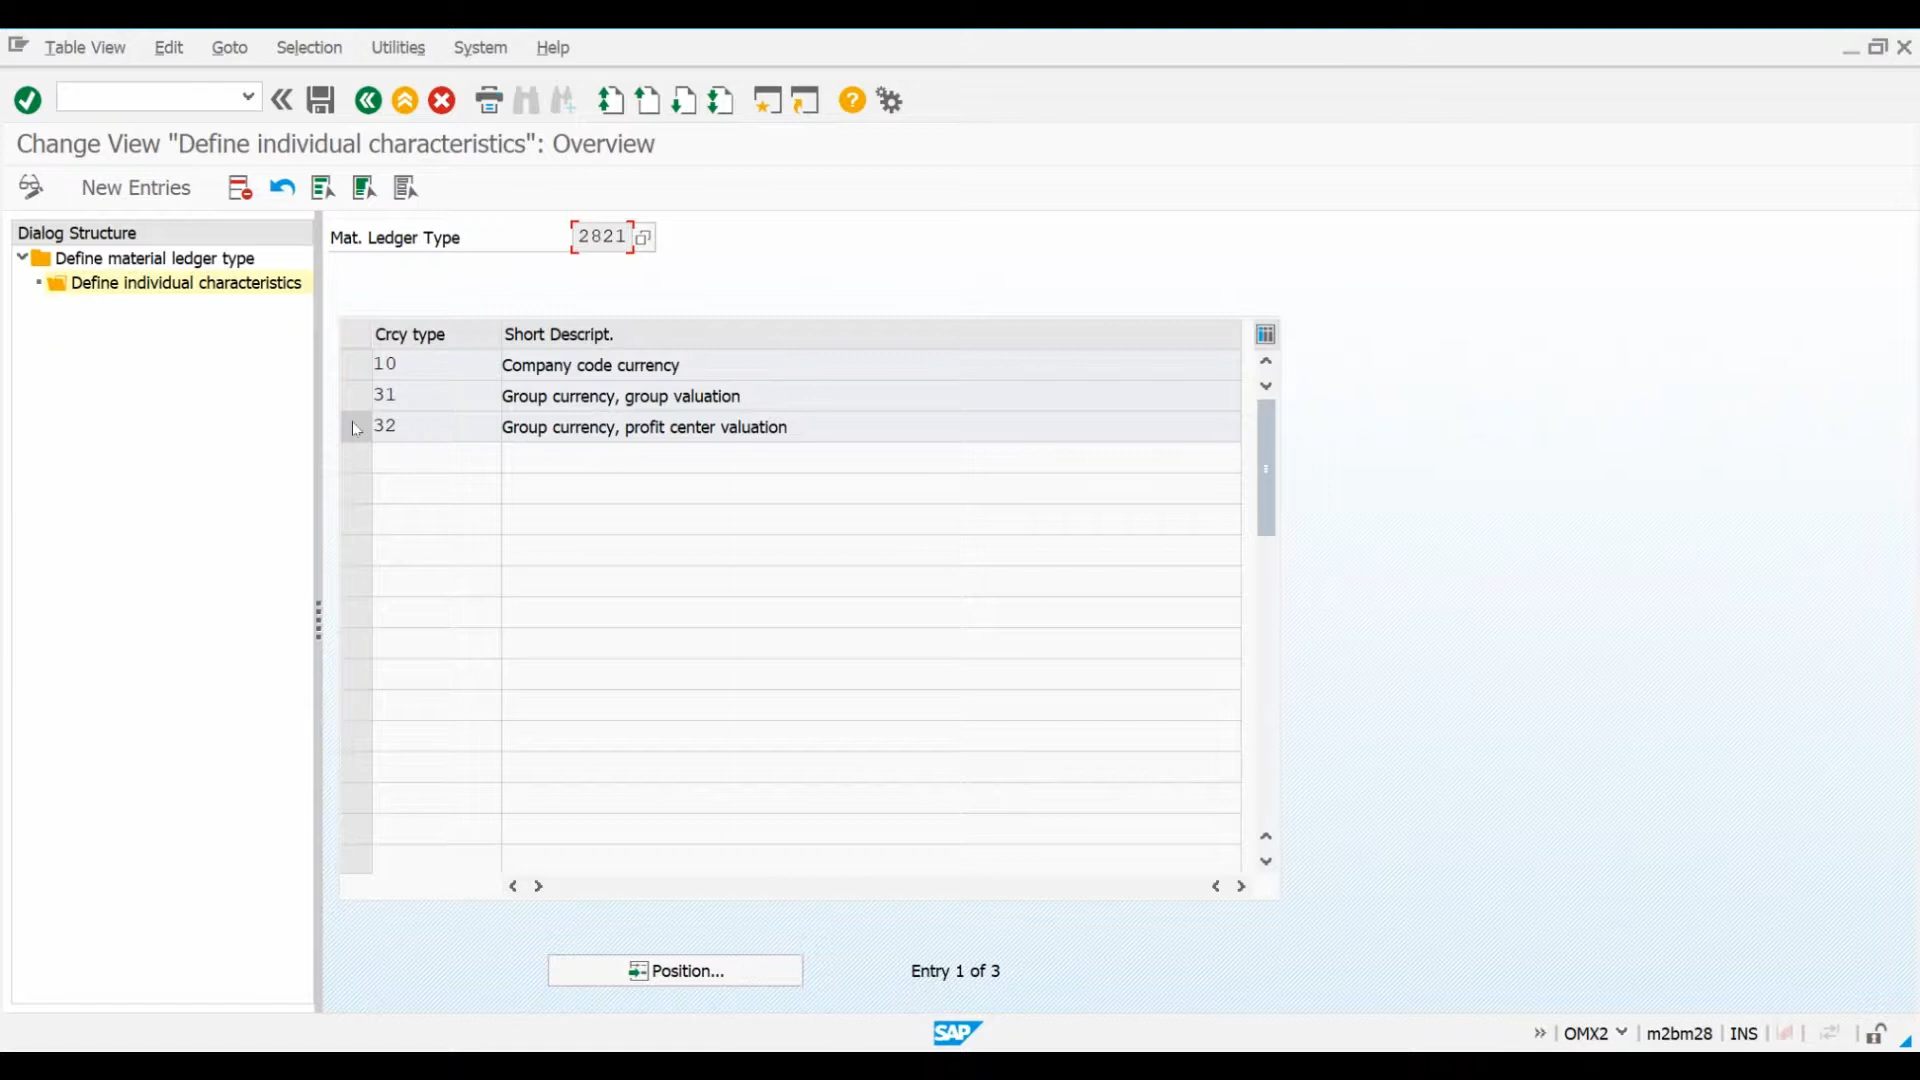 Table View Edit Goto Selection Utilities System Help
Change View "Define individual characteristics": Overview
New Entries
Dialog Structure
Define material ledger type
Define individual characteristics
Mat. Ledger Type 2821
Crcy type Short Descript.
10 Company code currency
31 Group currency, group valuation
32 Group currency, profit center valuation
Position...
Entry 1 of 3
SAP
OMX2 m2bm28 INS